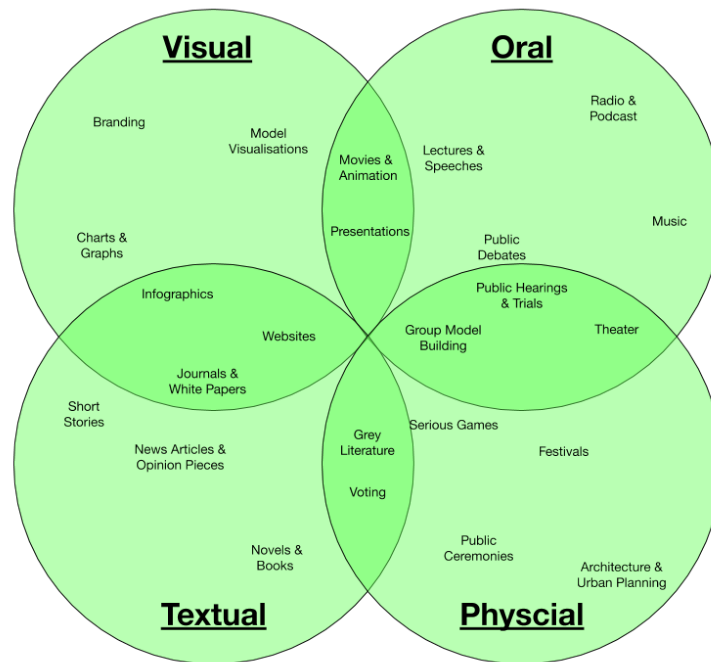 Visual
Oral
Branding
Model
Visualisations
Charts &
Graphs
Movies &
Animation
Presentations
Lectures &
Speeches
Radio &
Podcast
Music
Public
Debates
Infographics
Websites
Journals &
White Papers
Public Hearings
& Trials
Group Model
Building
Theater
Short
Stories
News Articles &
Opinion Pieces
Novels &
Books
Grey
Literature
Voting
Serious Games
Festivals
Public
Ceremonies
Architecture &
Urban Planning
Textual
Physcial